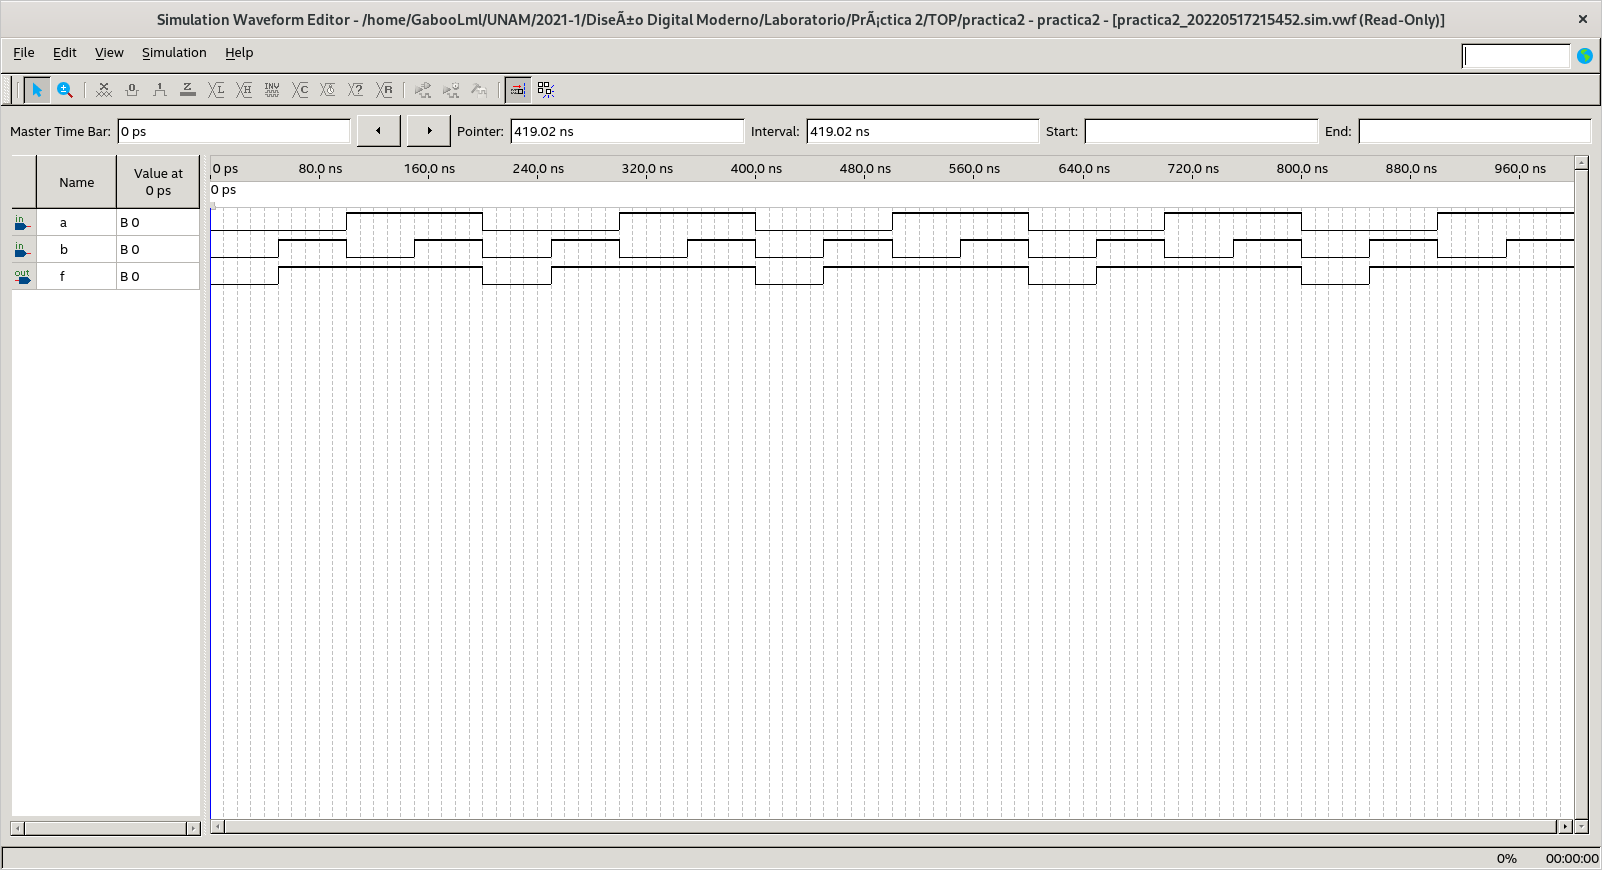 Simulation Waveform Editor - /home/GabooLml/UNAM/2021-1/DiseÃ±o Digital Moderno/Laboratorio/PrÃ¡ctica 2/TOP/practica2 - practica2 - [practica2_20220517215452.sim.vwf (Read-Only)]
File Edit View Simulation Help
Master Time Bar: 0 ps Pointer: 419.02 ns Interval: 419.02 ns Start: End:
Name Value at 0 ps
0 ps 80.0 ns 160.0 ns 240.0 ns 320.0 ns 400.0 ns 480.0 ns 560.0 ns 640.0 ns 720.0 ns 800.0 ns 880.0 ns 960.0 ns
0 ps
in a B 0
in b B 0
out f B 0
0% 00:00:00